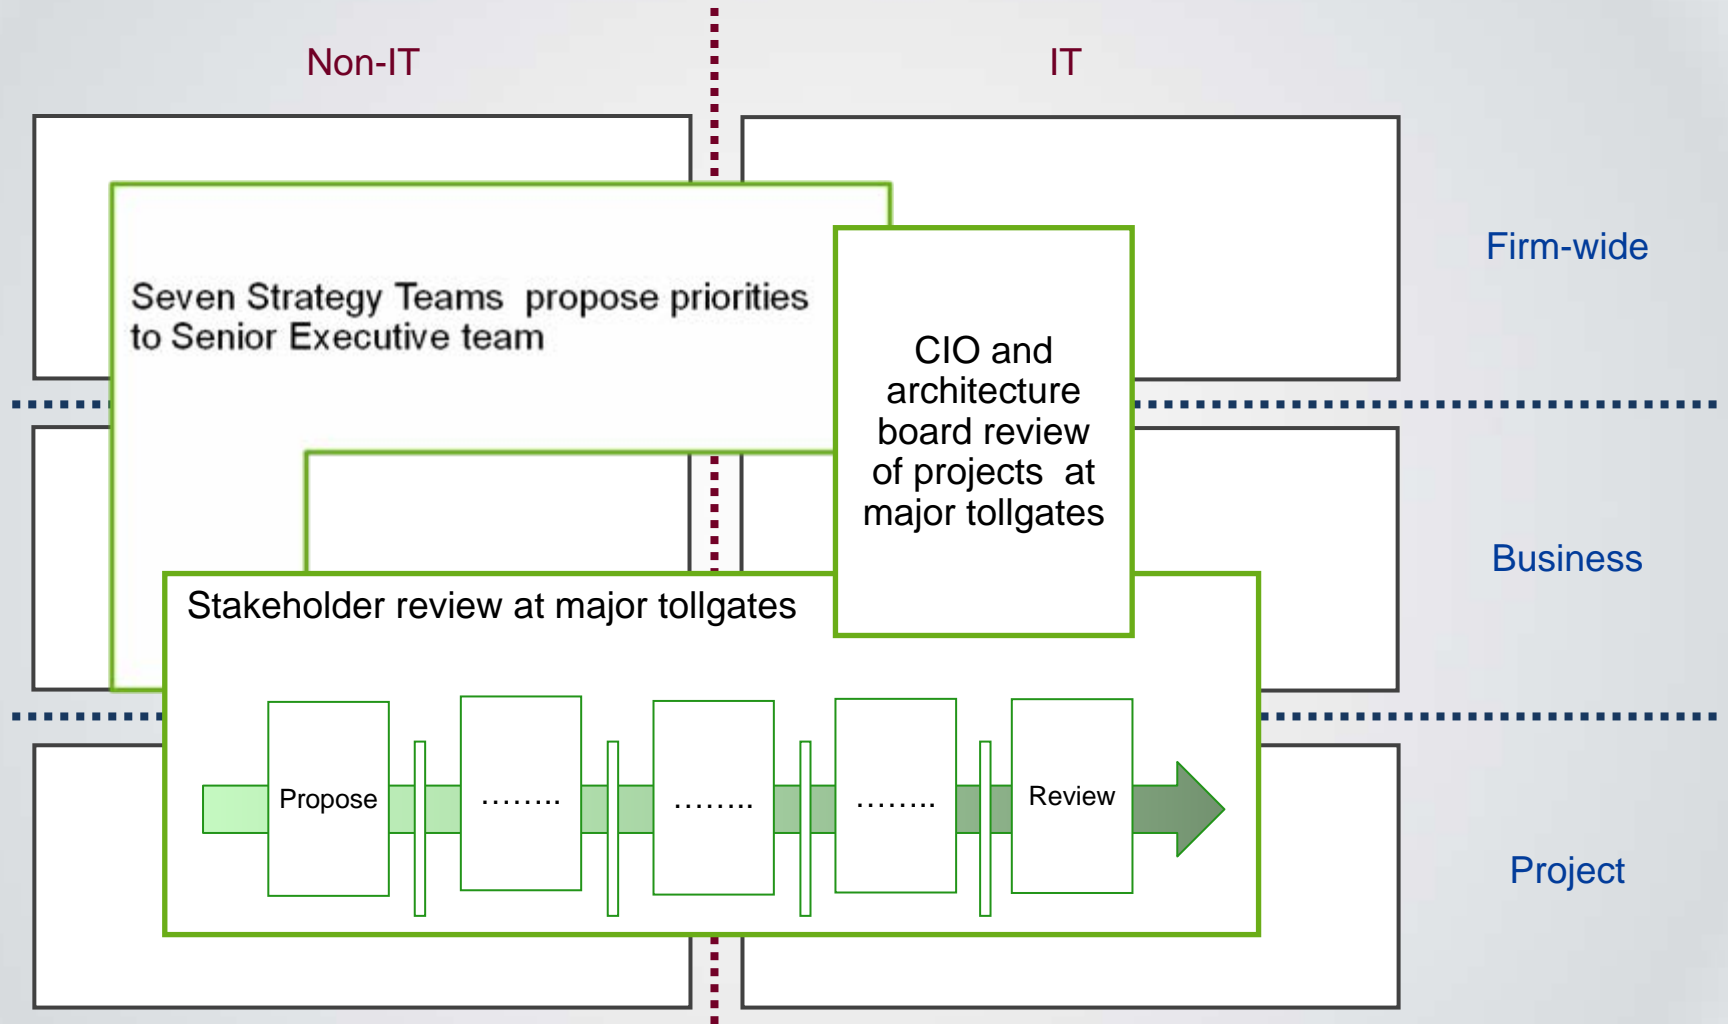 Non-IT
IT
Firm-wide
Seven Strategy Teams  propose priorities
to Senior Executive team
CIO and
architecture
board review
of projects  at
major tollgates
Business
Stakeholder review at major tollgates
Propose
……..
……..
……..
Review
Project